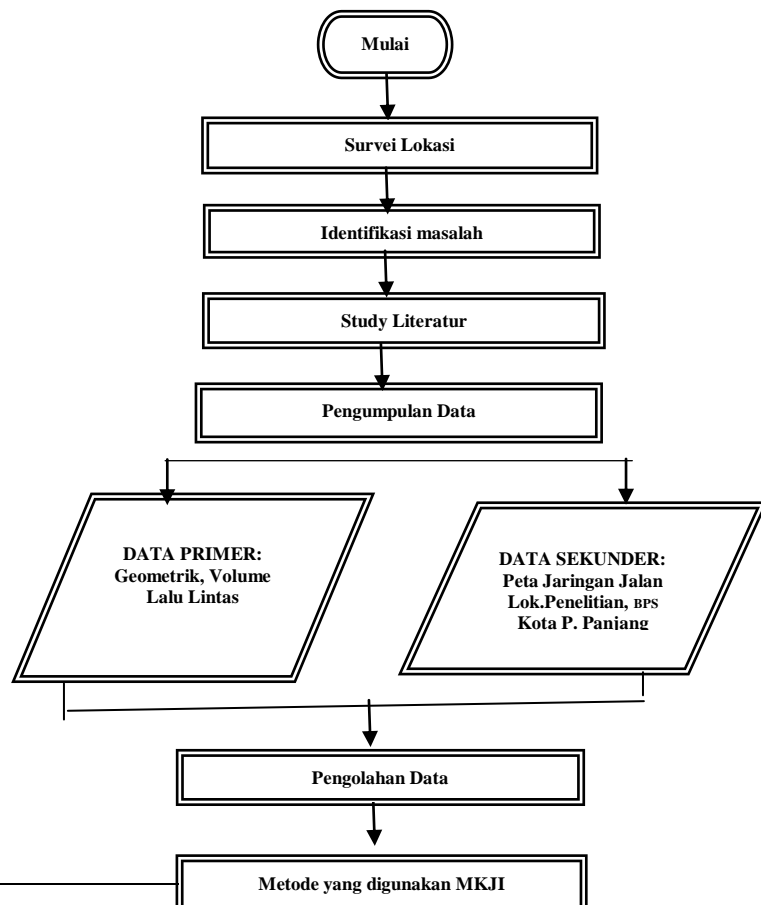 Mulai
Survei Lokasi
Identifikasi masalah
Study Literatur
Pengumpulan Data
DATA PRIMER:
Geometrik, Volume
Lalu Lintas
DATA SEKUNDER:
Peta Jaringan Jalan
Lok.Penelitian, BPS
Kota P. Panjang
Pengolahan Data
Metode yang digunakan MKJI